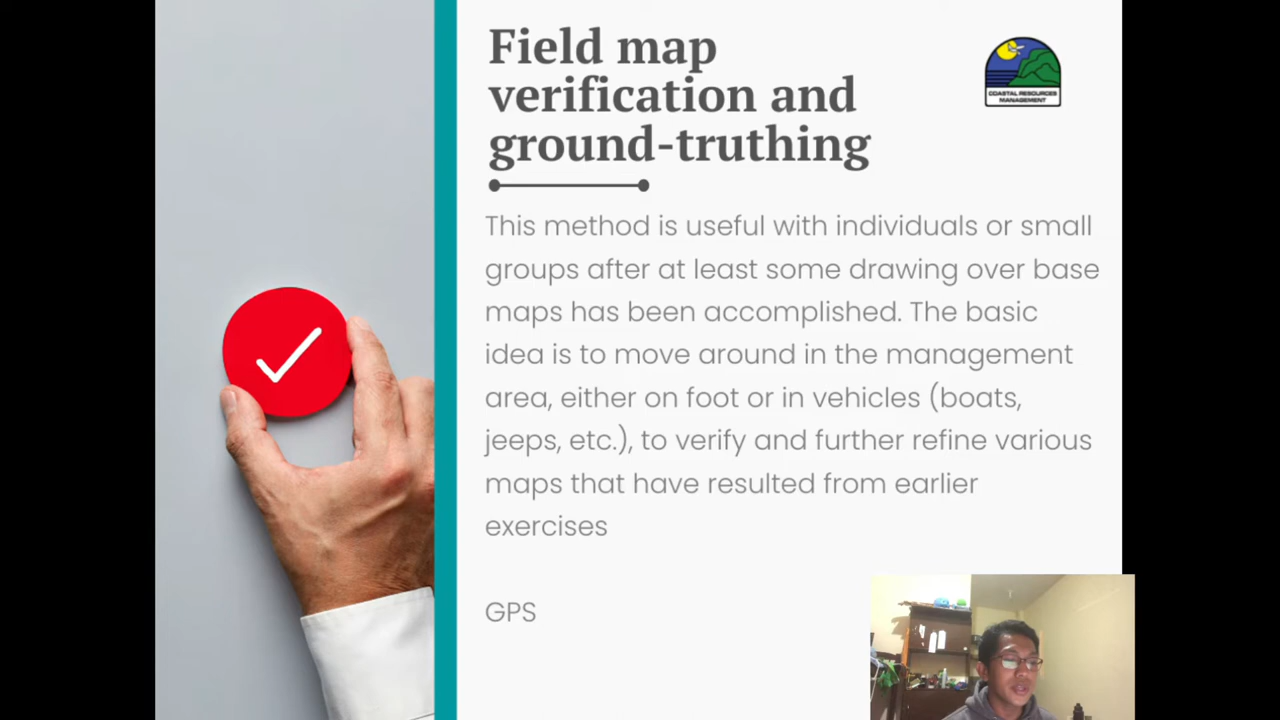 Field map
verification and
ground-truthing
COASTAL RESOURCES
MANAGEMENT
This method is useful with individuals or small
groups after at least some drawing over base
maps has been accomplished. The basic
idea is to move around in the management
area, either on foot or in vehicles (boats,
jeeps, etc.), to verify and further refine various
maps that have resulted from earlier
exercises
GPS